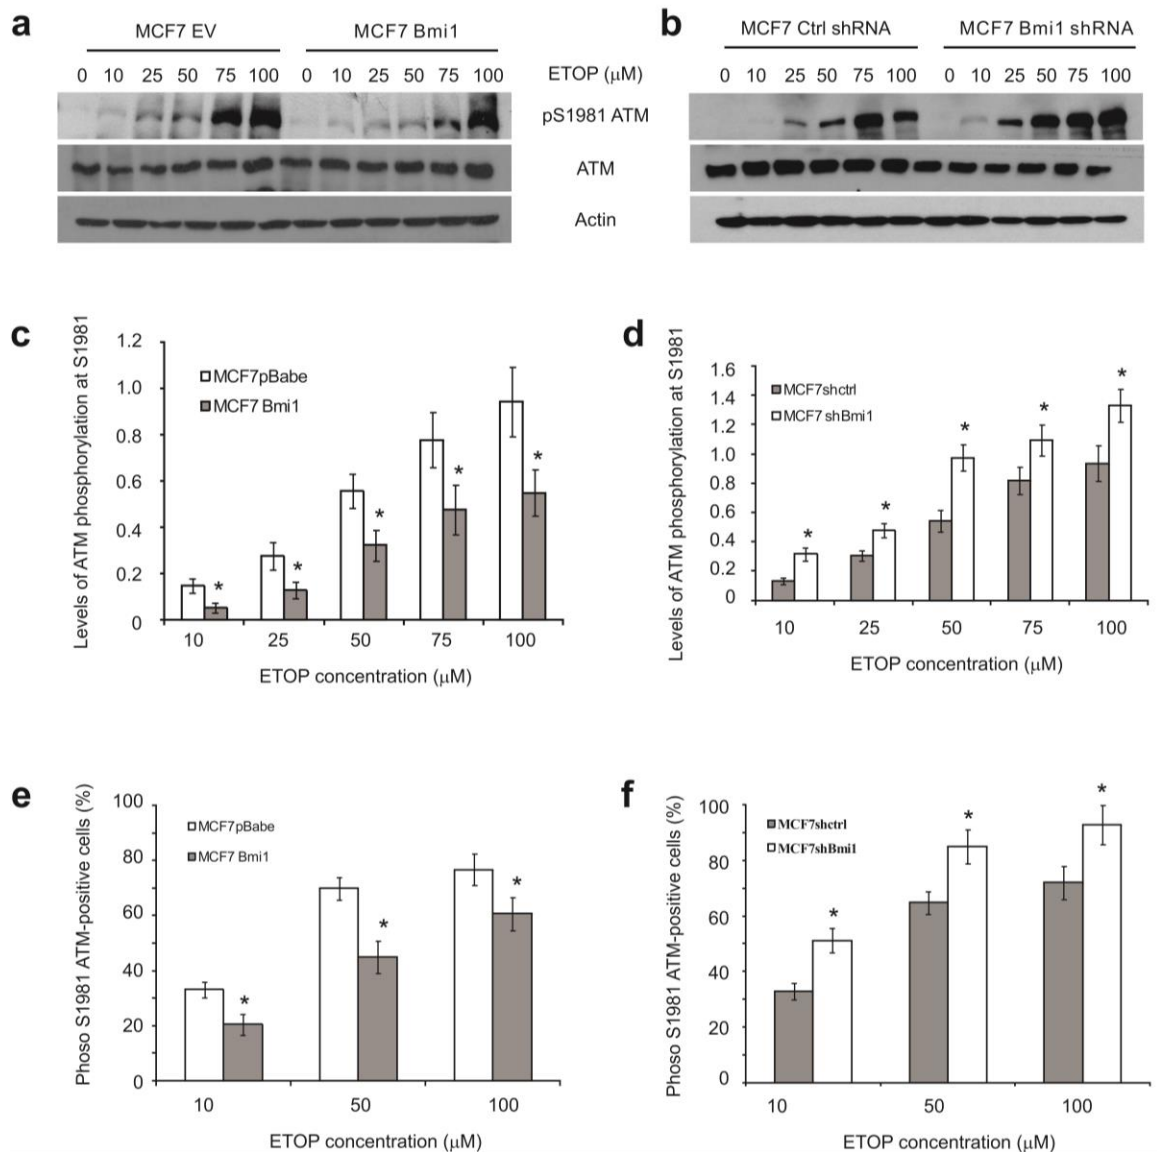 a
MCF7 EV
MCF7 Bmi1
0 10 25 50 75 100 0 10 25 50 75 100 ETOP (μM)
pS1981 ATM
ATM
Actin
b
MCF7 Ctrl shRNA
MCF7 Bmi1 shRNA
0 10 25 50 75 100 0 10 25 50 75 100
c
Levels of ATM phosphorylation at S1981
1.2
1.0
0.8
0.6
0.4
0.2
0
MCF7pBabe
MCF7 Bmi1
* * * * *
10 25 50 75 100
ETOP concentration (μM)
d
Levels of ATM phosphorylation at S1981
1.6
1.4
1.2
1.0
0.8
0.6
0.4
0.2
0
MCF7shctrl
MCF7 shBmi1
* * * * *
10 25 50 75 100
ETOP concentration (μM)
e
Phoso S1981 ATM-positive cells (%)
100
80
60
40
20
0
MCF7pBabe
MCF7 Bmi1
* * *
10 50 100
ETOP concentration (μM)
f
Phoso S1981 ATM-positive cells (%)
100
80
60
40
20
0
MCF7shctrl
MCF7shBmi1
* * *
10 50 100
ETOP concentration (μM)